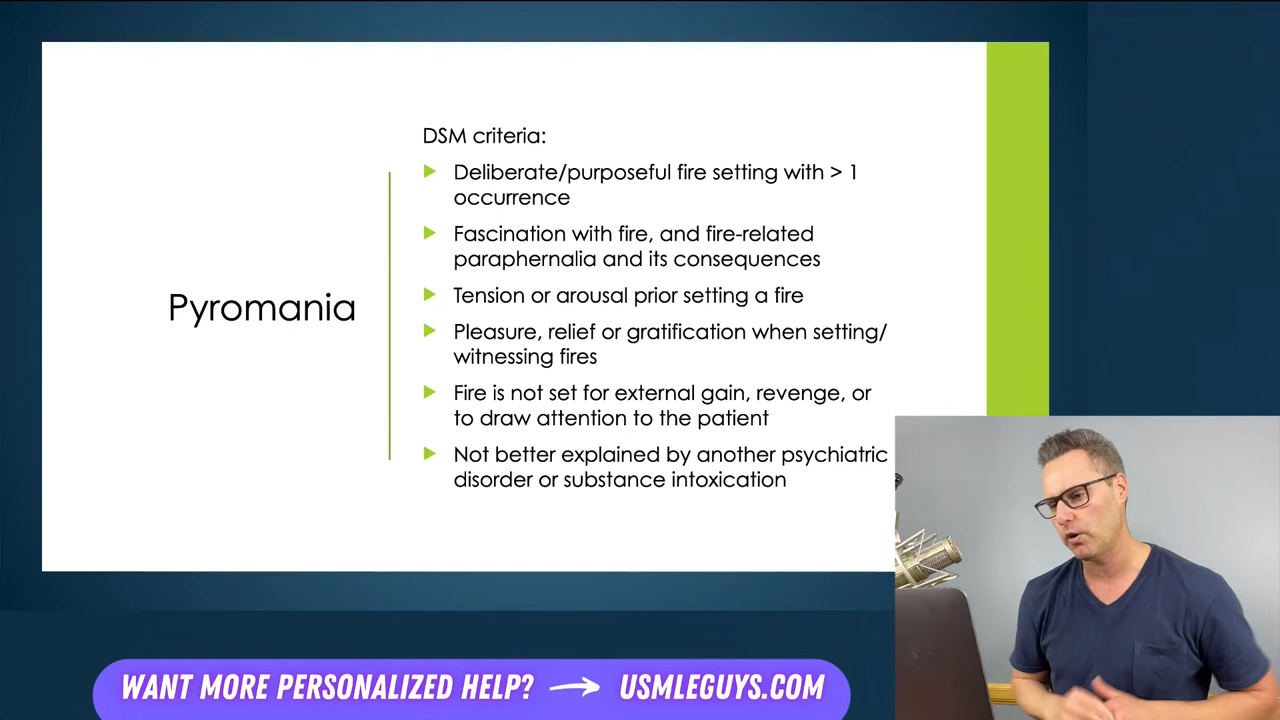 Pyromania
DSM criteria:
Deliberate/purposeful fire setting with > 1
occurrence
Fascination with fire, and fire-related
paraphernalia and its consequences
Tension or arousal prior setting a fire
Pleasure, relief or gratification when setting/
witnessing fires
Fire is not set for external gain, revenge, or
to draw attention to the patient
Not better explained by another psychiatric
disorder or substance intoxication
WANT MORE PERSONALIZED HELP? → USMLEGUYS.COM